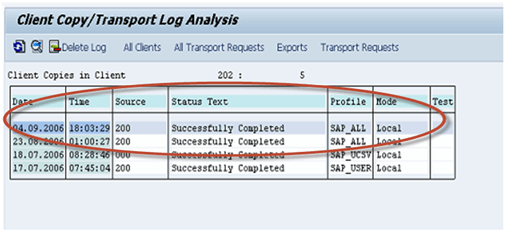 Client Copy/Transport Log Analysis
Delete Log All Clients All Transport Requests Exports Transport Requests
Client Copies in Client 202 : 5
Date Time Source Status Text Profile Mode Test
04.09.2006 18:03:29 200 Successfully Completed SAP_ALL Local
23.08.2006 01:00:27 200 Successfully Completed SAP_ALL Local
18.07.2006 08:28:46 000 Successfully Completed SAP_UCSV Local
17.07.2006 07:45:04 200 Successfully Completed SAP_USER Local